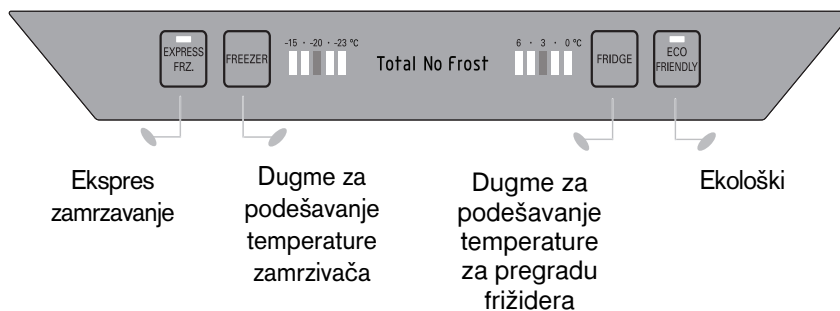 EXPRESS
FRZ.
FREEZER
-15 · -20 · -23 °C
Total No Frost
6 · 3 · 0 °C
FRIDGE
ECO
FRIENDLY
Ekspres
zamrzavanje
Dugme za
podešavanje
temperature
zamrzivača
Dugme za
podešavanje
temperature
za pregradu
frižidera
Ekološki